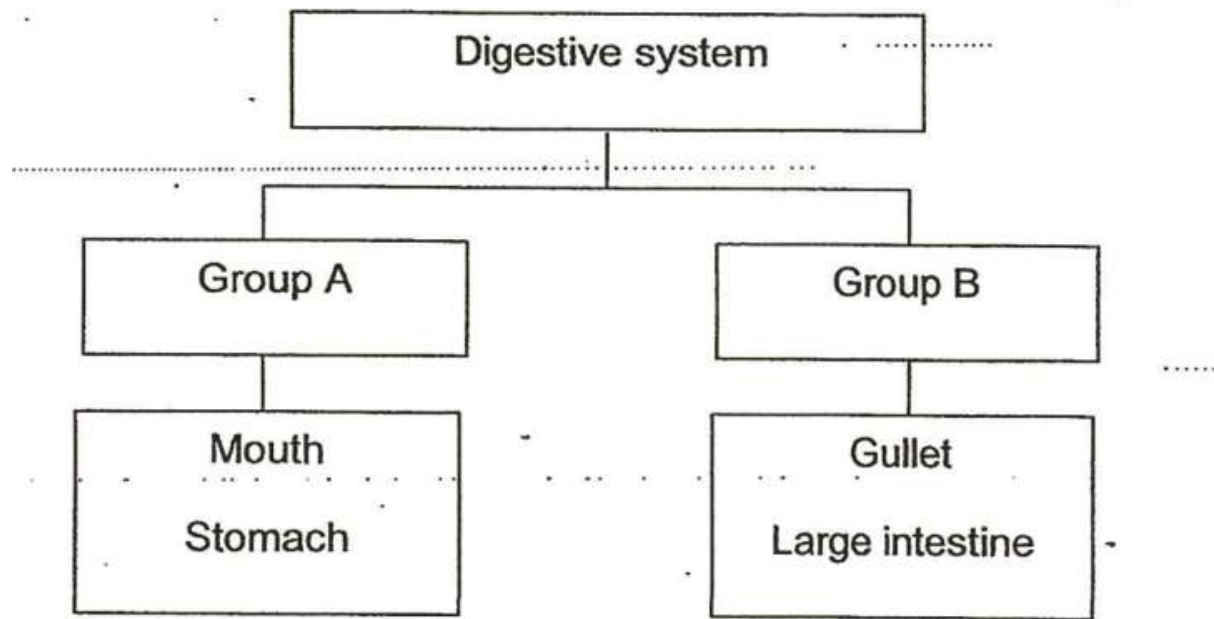 Digestive system
Group A
Group B
Mouth
Stomach
Gullet
Large intestine